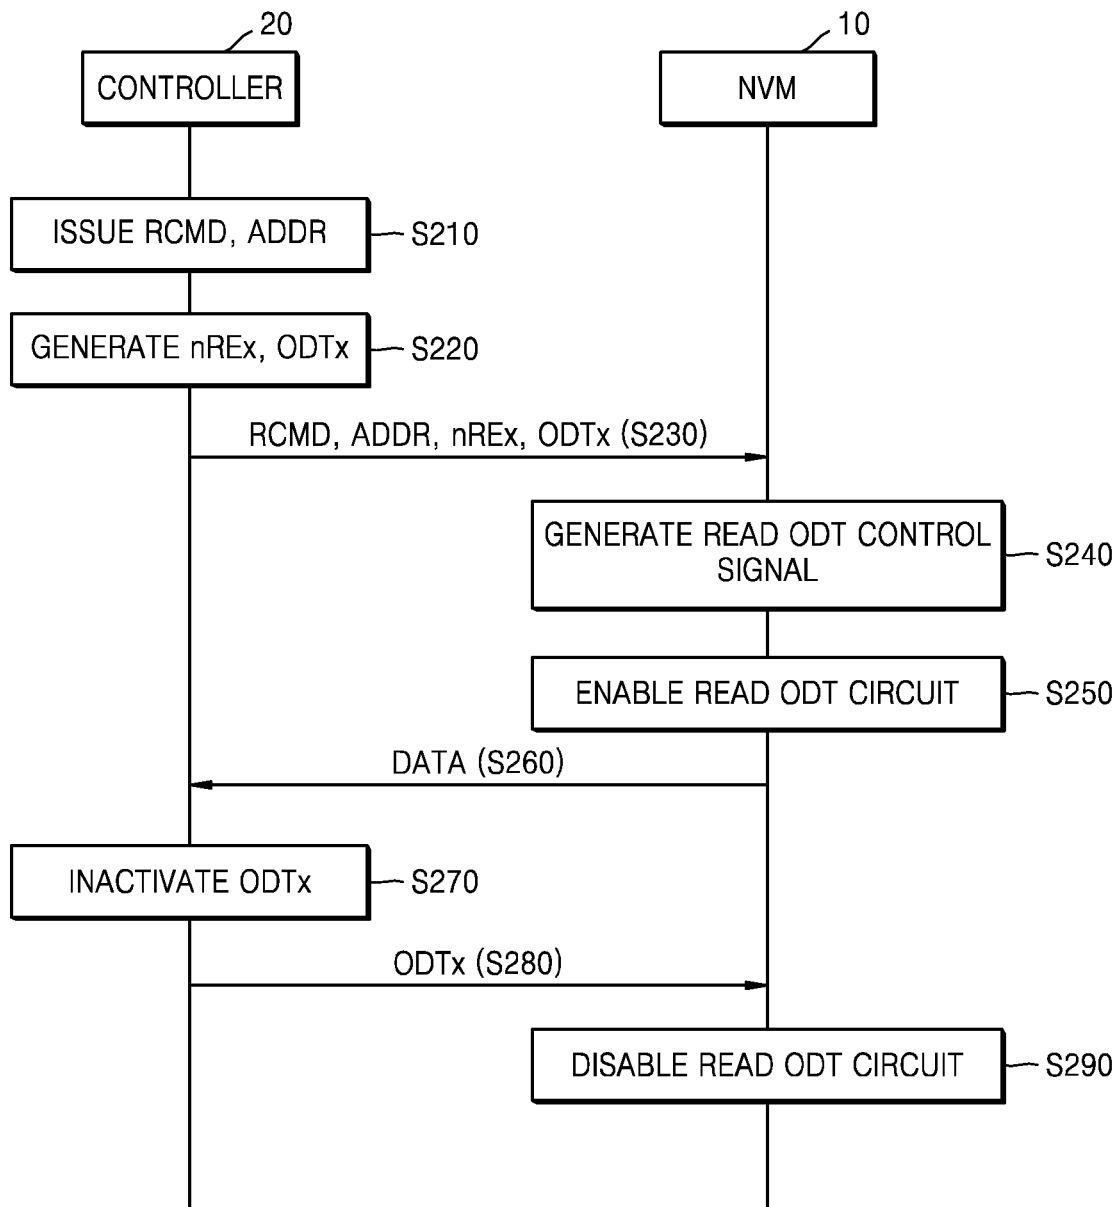 20
10
CONTROLLER
NVM
ISSUE RCMD, ADDR
S210
GENERATE nREx, ODTx
S220
RCMD, ADDR, nREx, ODTx (S230)
GENERATE READ ODT CONTROL
SIGNAL
S240
ENABLE READ ODT CIRCUIT
S250
DATA (S260)
INACTIVATE ODTx
S270
ODTx (S280)
DISABLE READ ODT CIRCUIT
S290